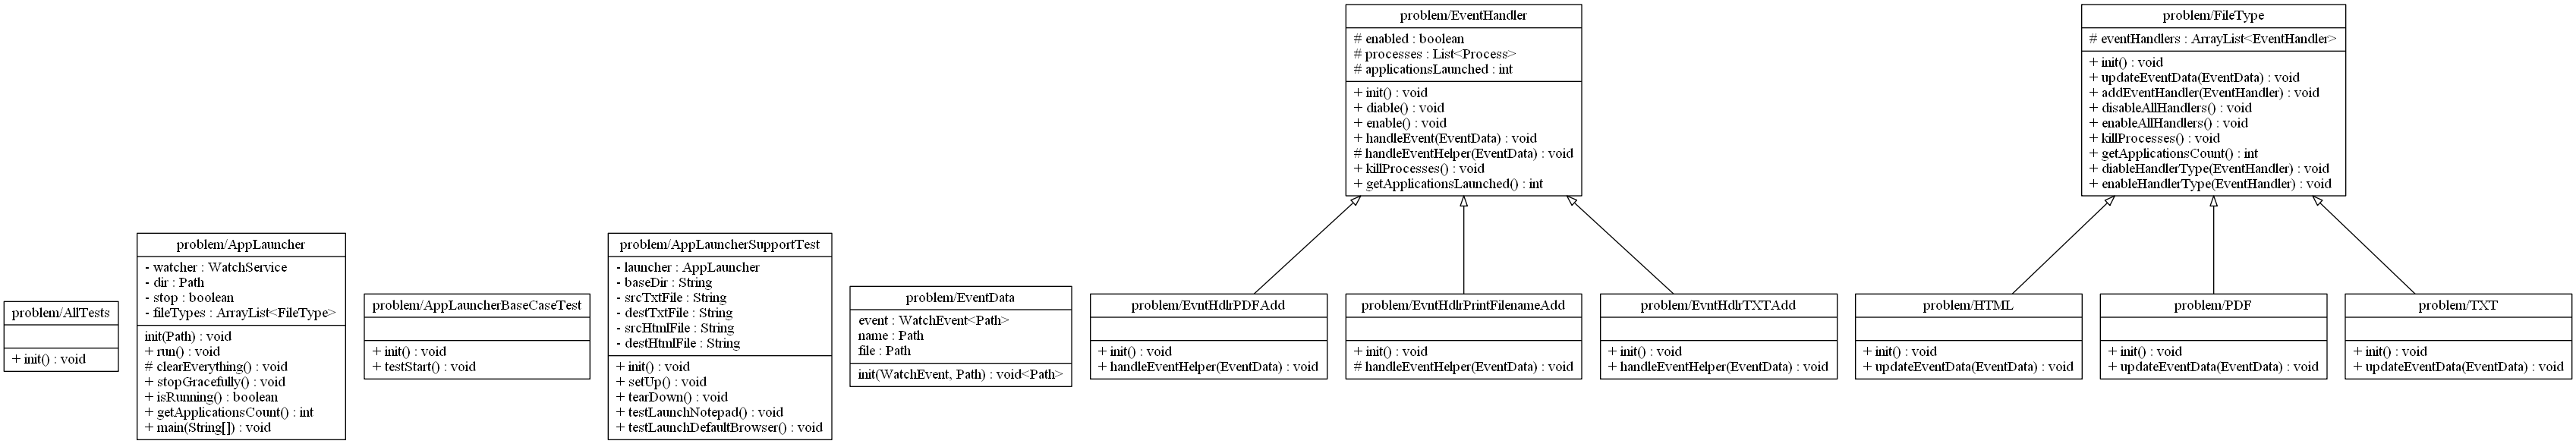 problem/EventHandler
# enabled : boolean
# processes : List<Process>
# applicationsLaunched : int
+ init() : void
+ diable() : void
+ enable() : void
+ handleEvent(EventData) : void
# handleEventHelper(EventData) : void
+ killProcesses() : void
+ getApplicationsLaunched() : int
problem/FileType
# eventHandlers : ArrayList<EventHandler>
+ init() : void
+ updateEventData(EventData) : void
+ addEventHandler(EventHandler) : void
+ disableAllHandlers() : void
+ enableAllHandlers() : void
+ killProcesses() : void
+ getApplicationsCount() : int
+ diableHandlerType(EventHandler) : void
+ enableHandlerType(EventHandler) : void
problem/AllTests
+ init() : void
problem/AppLauncher
- watcher : WatchService
- dir : Path
- stop : boolean
- fileTypes : ArrayList<FileType>
init(Path) : void
+ run() : void
# clearEverything() : void
+ stopGracefully() : void
+ isRunning() : boolean
+ getApplicationsCount() : int
+ main(String[]) : void
problem/AppLauncherBaseCaseTest
+ init() : void
+ testStart() : void
problem/AppLauncherSupportTest
- launcher : AppLauncher
- baseDir : String
- srcTxtFile : String
- destTxtFile : String
- srcHtmlFile : String
- destHtmlFile : String
+ init() : void
+ setUp() : void
+ tearDown() : void
+ testLaunchNotepad() : void
+ testLaunchDefaultBrowser() : void
problem/EventData
event : WatchEvent<Path>
name : Path
file : Path
init(WatchEvent, Path) : void<Path>
problem/EvntHdlrPDFAdd
+ init() : void
+ handleEventHelper(EventData) : void
problem/EvntHdlrPrintFilenameAdd
+ init() : void
# handleEventHelper(EventData) : void
problem/EvntHdlrTXTAdd
+ init() : void
+ handleEventHelper(EventData) : void
problem/HTML
+ init() : void
+ updateEventData(EventData) : void
problem/PDF
+ init() : void
+ updateEventData(EventData) : void
problem/TXT
+ init() : void
+ updateEventData(EventData) : void